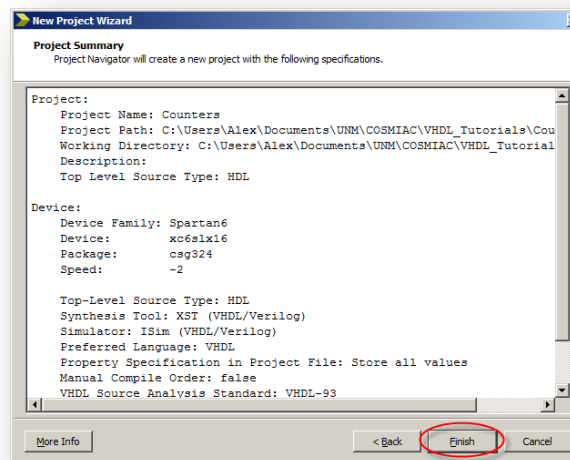 New Project Wizard
Project Summary
Project Navigator will create a new project with the following specifications.
Project:
Project Name: Counters
Project Path: C:\Users\Alex\Documents\UNM\COSMIAC\VHDL_Tutorials\Cou
Working Directory: C:\Users\Alex\Documents\UNM\COSMIAC\VHDL_Tutorial
Description:
Top Level Source Type: HDL
Device:
Device Family: Spartan6
Device: xc6slx16
Package: csg324
Speed: -2
Top-Level Source Type: HDL
Synthesis Tool: XST (VHDL/Verilog)
Simulator: ISim (VHDL/Verilog)
Preferred Language: VHDL
Property Specification in Project File: Store all values
Manual Compile Order: false
VHDL Source Analysis Standard: VHDL-93
More Info < Back Finish Cancel